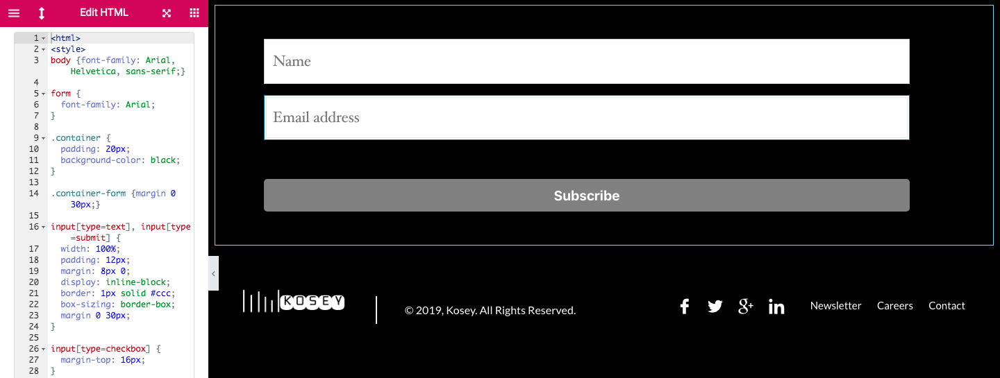 Edit HTML
1 <html>
2 <style>
3 body {font-family: Arial,
Helvetica, sans-serif;}
4
5 form {
6 font-family: Arial;
7 }
8
9 .container {
10 padding: 20px;
11 background-color: black;
12 }
13
14 .container-form {margin 0
30px;}
15
16 input[type=text], input[type
=submit] {
17 width: 100%;
18 padding: 12px;
19 margin: 8px 0;
20 display: inline-block;
21 border: 1px solid #ccc;
22 box-sizing: border-box;
23 margin 0 30px;
24 }
25
26 input[type=checkbox] {
27 margin-top: 16px;
28 }
Name
Email address
Subscribe
KOSEY
© 2019, Kosey. All Rights Reserved.
Newsletter Careers Contact